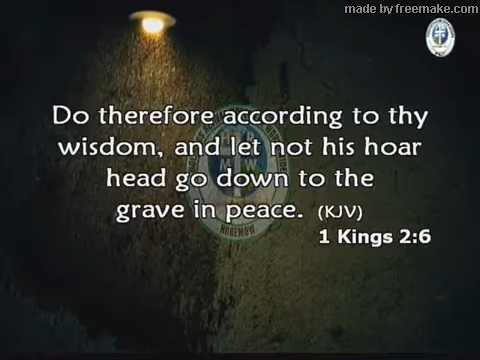 made by freemake.com
Do therefore according to thy
wisdom, and let not his hoar
head go down to the
grave in peace. (KJV)
1 Kings 2:6